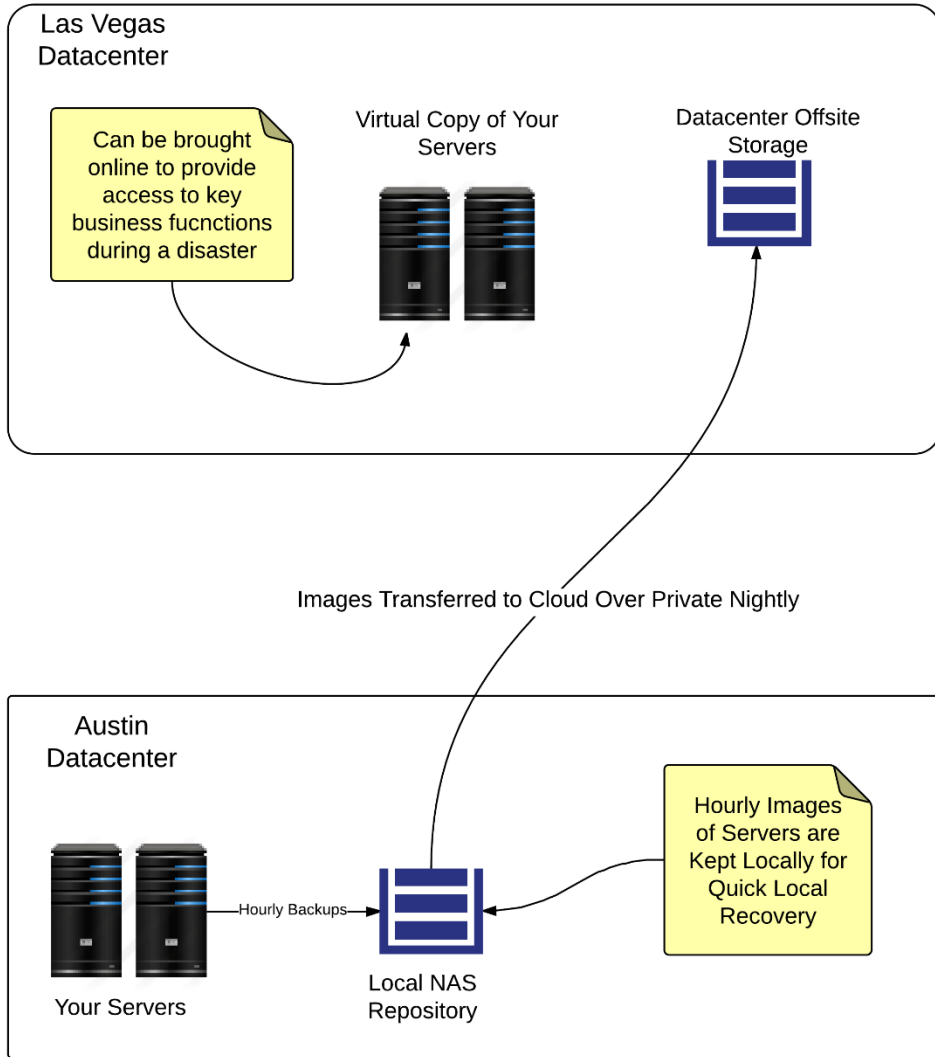 Las Vegas
Datacenter
Can be brought
online to provide
access to key
business fucnctions
during a disaster
Virtual Copy of Your
Servers
Datacenter Offsite
Storage
Images Transferred to Cloud Over Private Nightly
Austin
Datacenter
Hourly Images
of Servers are
Kept Locally for
Quick Local
Recovery
Hourly Backups
Your Servers
Local NAS
Repository